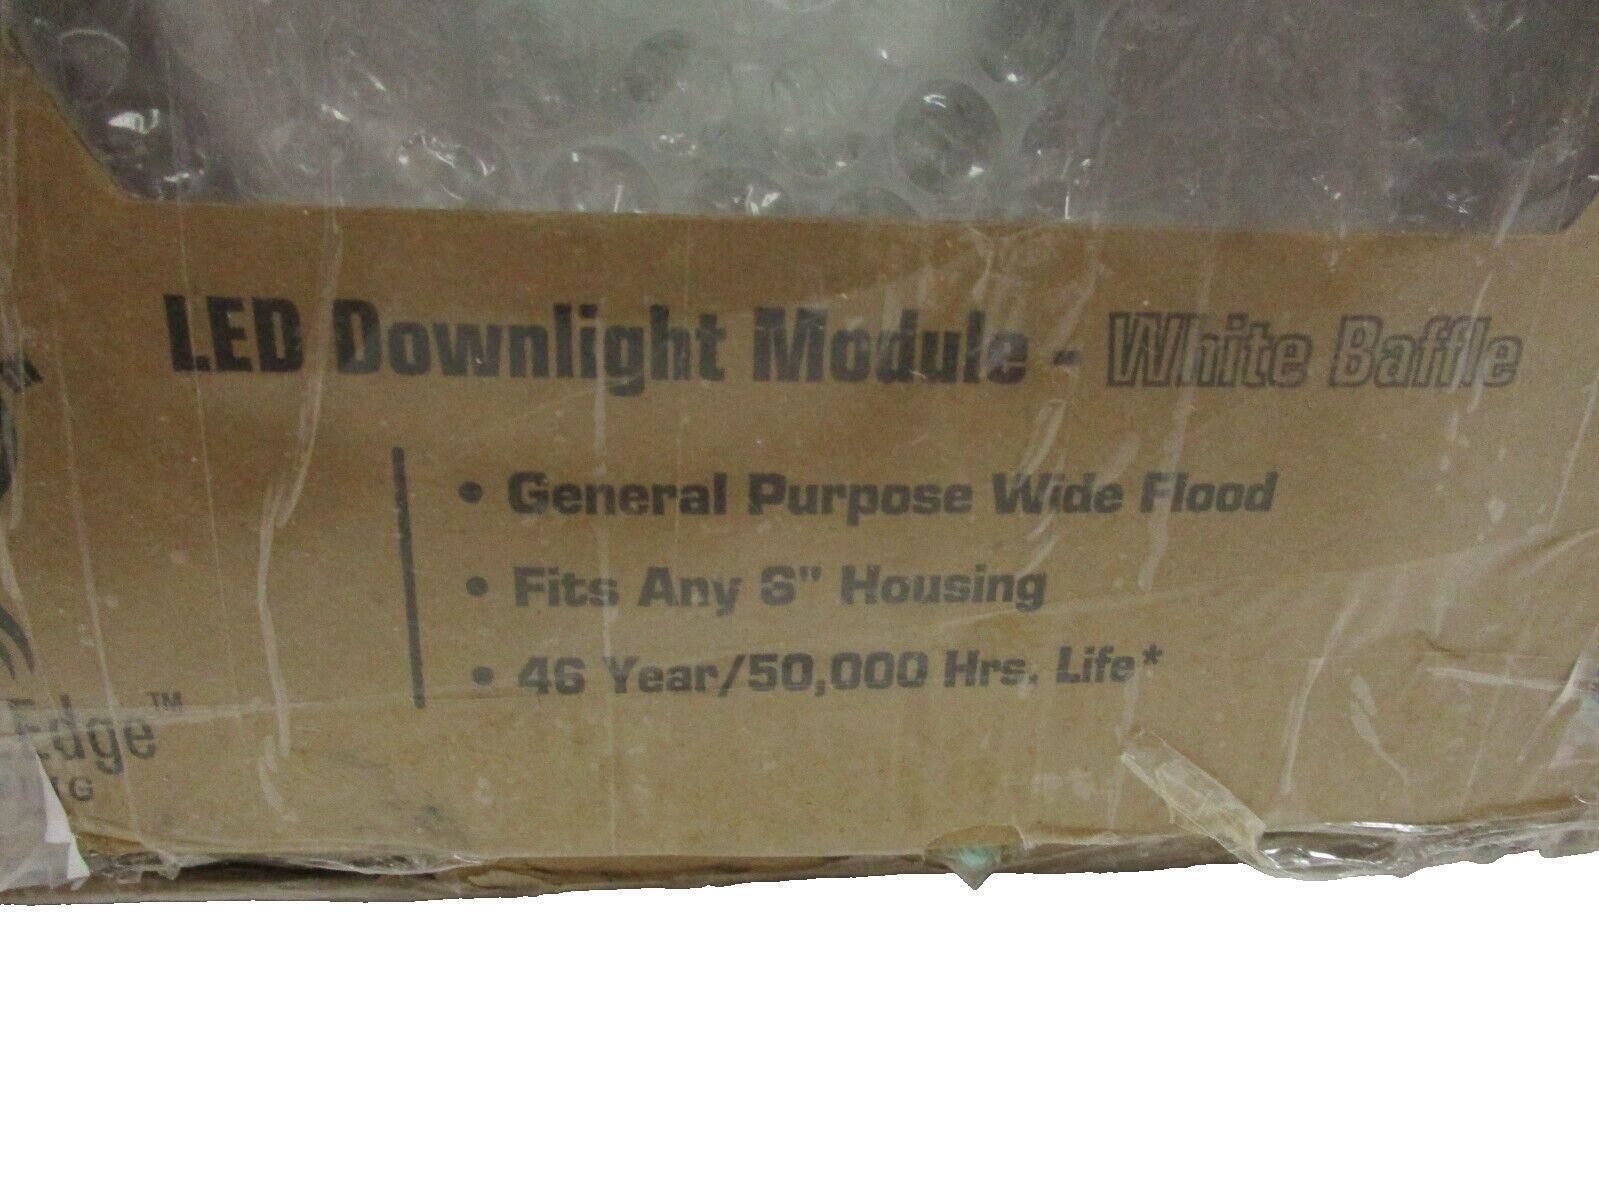 LED Downlight Module - White Baffle
• General Purpose Wide Flood
• Fits Any 6" Housing
• 46 Year/50,000 Hrs. Life*
Edge™